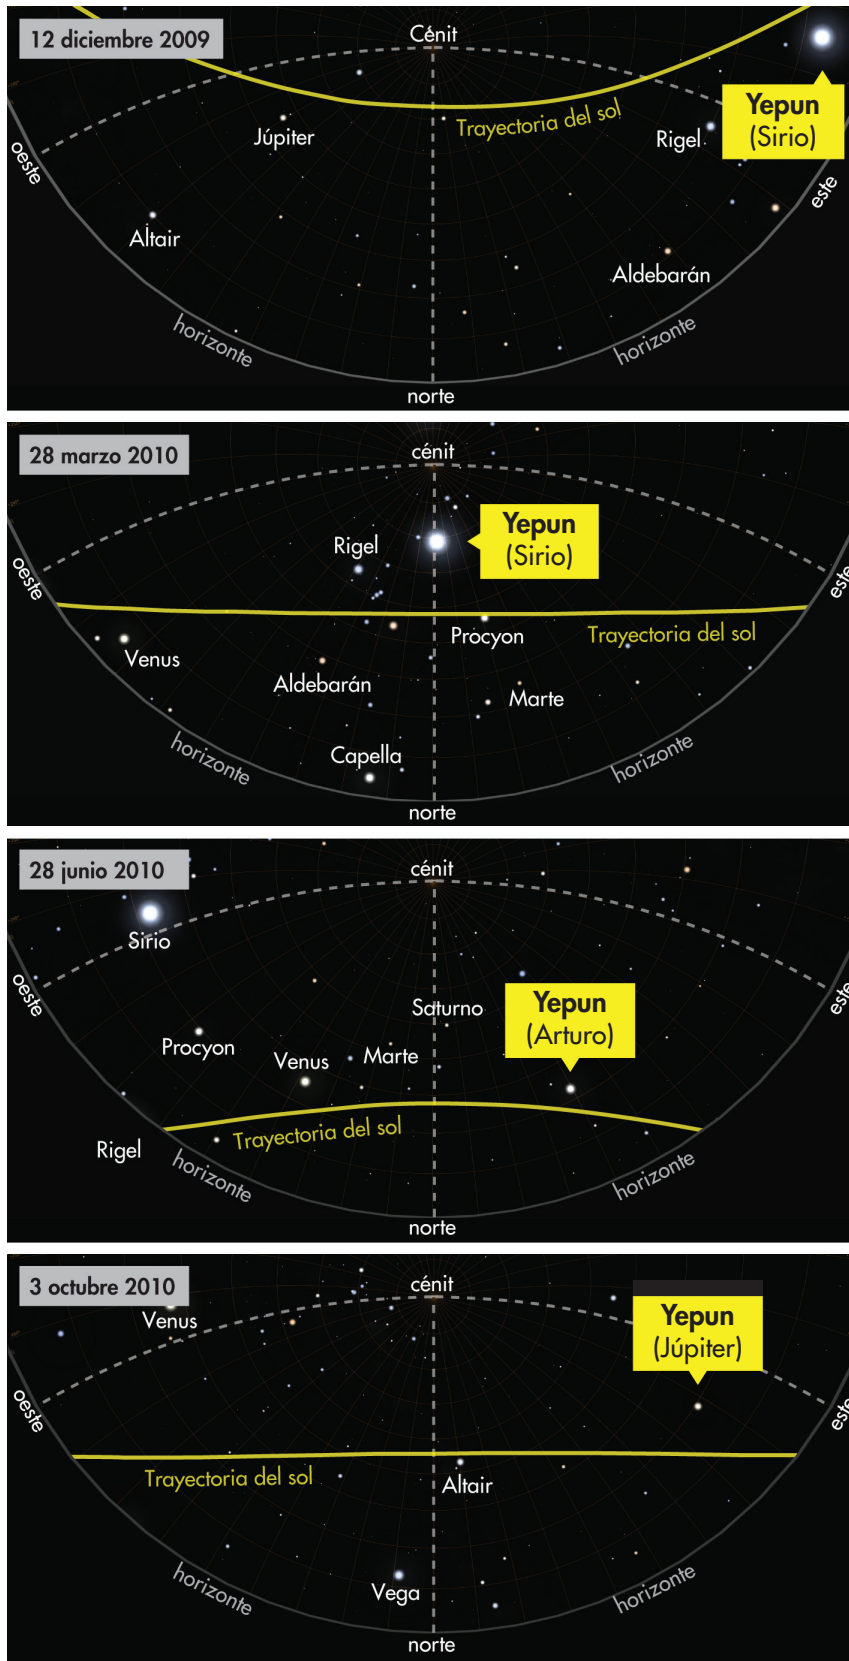 12 diciembre 2009
Cénit
Yepun
(Sirio)
Trayectoria del sol
Júpiter
Rigel
oeste
este
Altair
Aldebarán
horizonte
horizonte
norte
28 marzo 2010
cénit
Yepun
(Sirio)
Rigel
oeste
este
Procyon
Trayectoria del sol
Venus
Aldebarán
Marte
horizonte
Capella
horizonte
norte
28 junio 2010
cénit
Sirio
oeste
este
Saturno
Yepun
(Arturo)
Procyon
Venus
Marte
Trayectoria del sol
Rigel
horizonte
horizonte
norte
3 octubre 2010
cénit
Venus
Yepun
(Júpiter)
oeste
este
Trayectoria del sol
Altair
horizonte
Vega
horizonte
norte